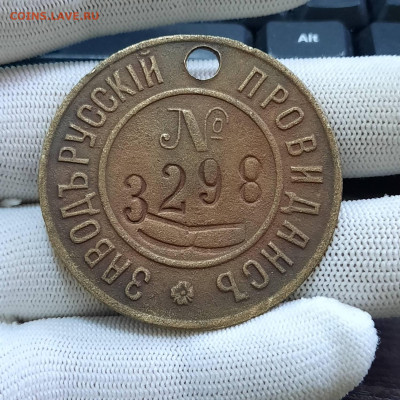 COINS.LAVE.RU
Alt
ЗАВОДЪ РУССКІЙ ПРОВИДАНСЪ
№
3298